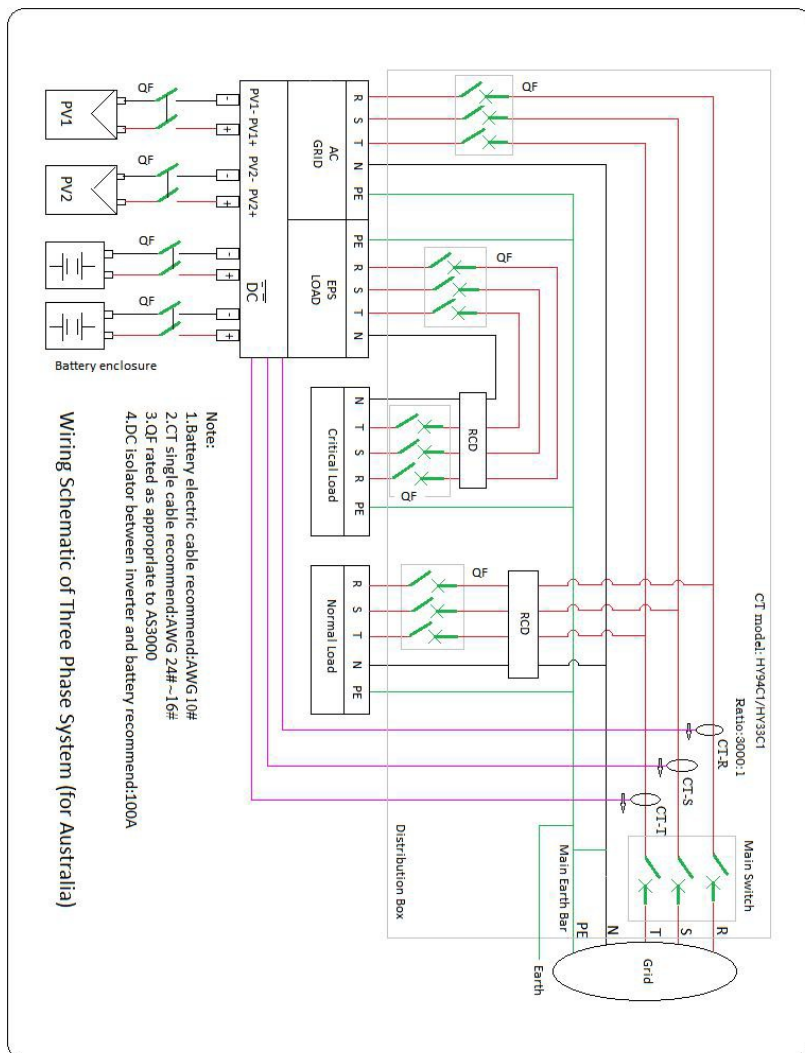 Wiring Schematic of Three Phase System (for Australia)
Note:
1.Battery electric cable recommend:AWG 10#
2.CT single cable recommend:AWG 24#~16#
3.QF rated as approprlate to AS3000
4.DC isolator between inverter and battery recommend:100A
PV1
QF
-
+
PV1- PV1+
PV2
QF
-
+
PV2- PV2+
QF
-
+
QF
-
+
DC
Battery enclosure
AC
GRID
R
S
T
N
PE
QF
EPS
LOAD
PE
R
S
T
N
QF
Critical Load
N
T
S
R
PE
QF
RCD
Normal Load
R
S
T
N
PE
QF
RCD
CT model: HY94C1/HY33C1
Ratio:3000:1
CT-R
CT-S
CT-T
Distribution Box
Main Switch
Main Earth Bar
Earth
R
S
T
N
PE
Grid